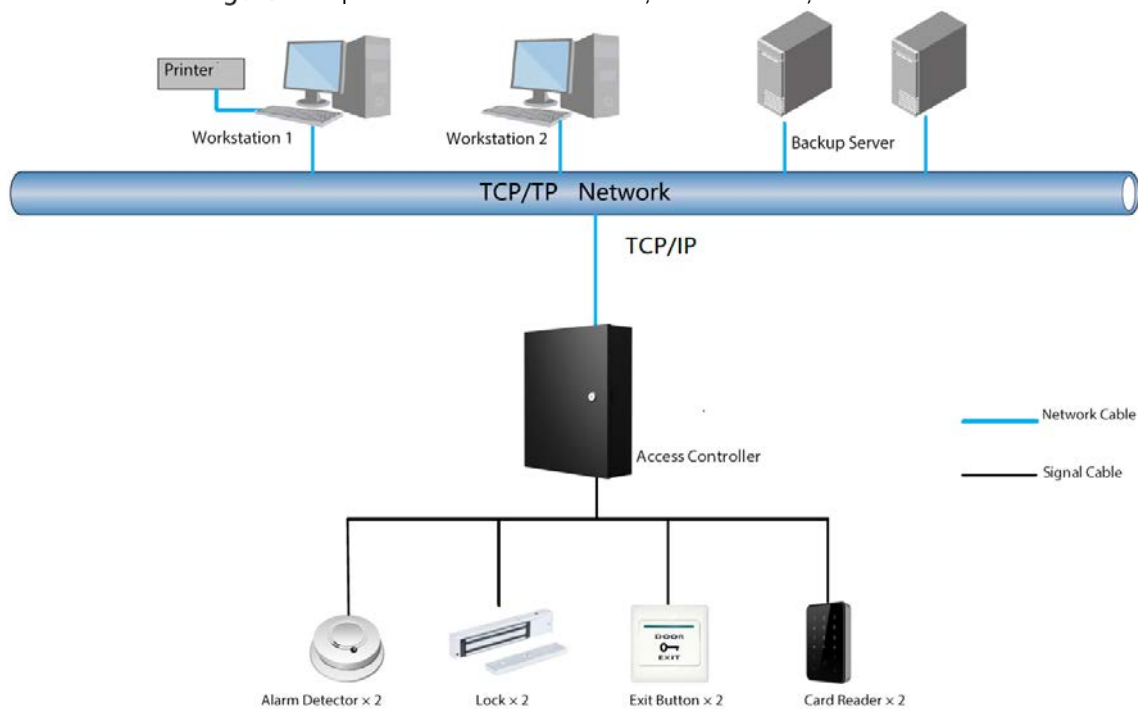 Printer
Workstation 1
Workstation 2
Backup Server
TCP/TP Network
TCP/IP
Access Controller
Network Cable
Signal Cable
DOOR
EXIT
Alarm Detector × 2
Lock × 2
Exit Button × 2
Card Reader × 2